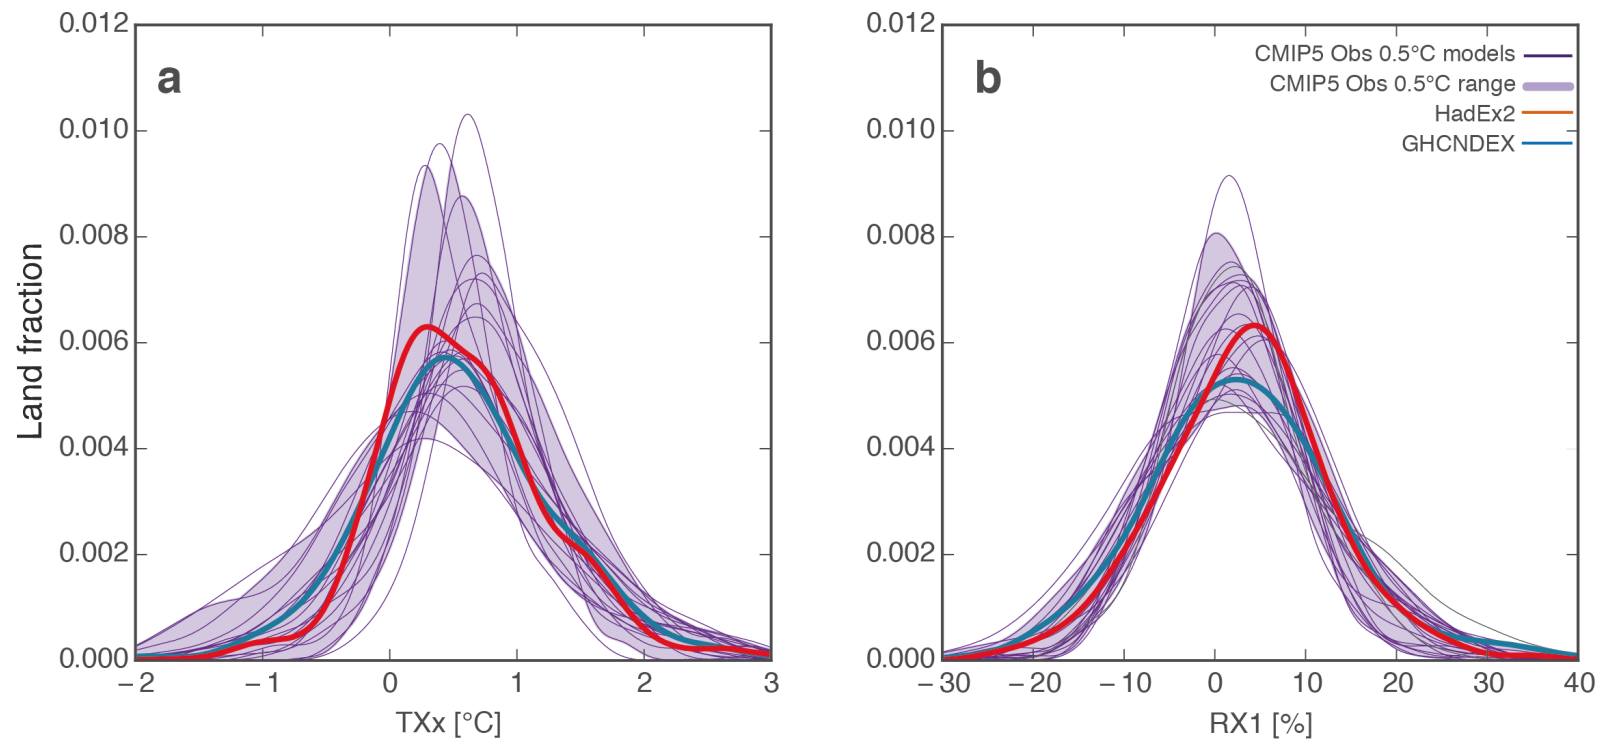 a
0.012
0.010
0.008
0.006
0.004
0.002
0.000
Land fraction
−2 −1 0 1 2 3
TXx [°C]
b
CMIP5 Obs 0.5°C models
CMIP5 Obs 0.5°C range
HadEx2
GHCNDEX
0.012
0.010
0.008
0.006
0.004
0.002
0.000
−30 −20 −10 0 10 20 30 40
RX1 [%]